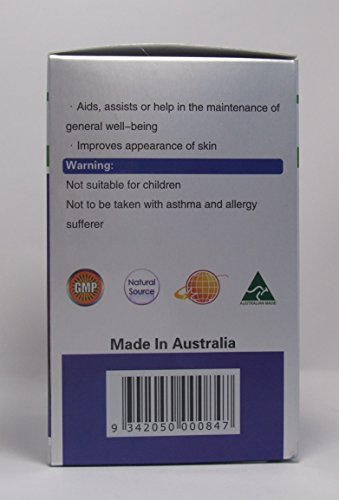 · Aids, assists or help in the maintenance of
general well-being
· Improves appearance of skin
Warning:
Not suitable for children
Not to be taken with asthma and allergy
sufferer
GMP
Natural
Source
AUSTRALIAN MADE
Made In Australia
9 342050 000847